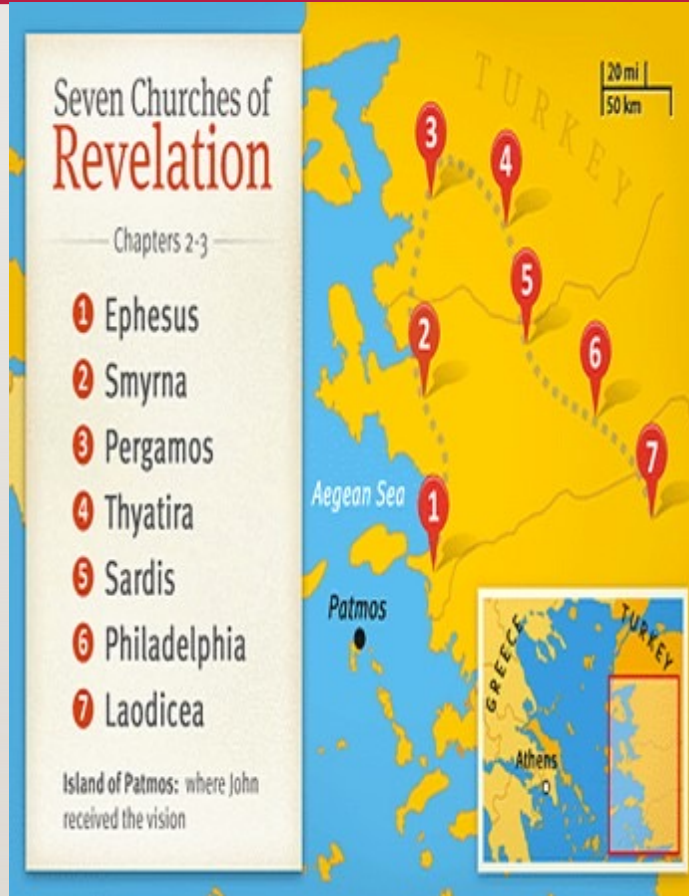 Seven Churches of
Revelation
Chapters 2-3
1 Ephesus
2 Smyrna
3 Pergamos
4 Thyatira
5 Sardis
6 Philadelphia
7 Laodicea
Island of Patmos: where John
received the vision
TURKEY
20 mi
50 km
3
4
5
2
6
7
Aegean Sea
1
Patmos
GREECE
TURKEY
Athens